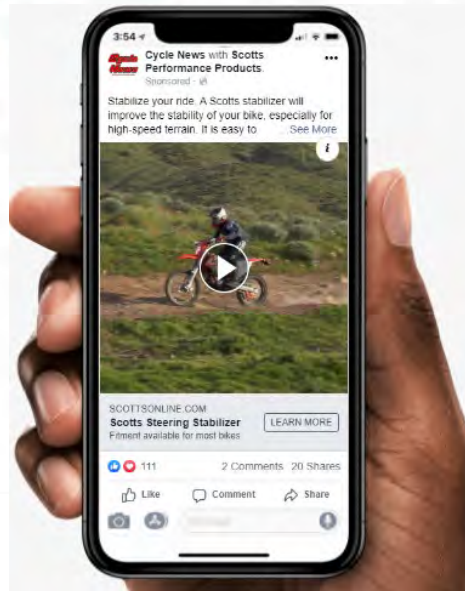 3:54
Cycle News
Cycle News with Scotts
Performance Products.
Sponsored ·
Stabilize your ride. A Scotts stabilizer will
improve the stability of your bike, especially for
high-speed terrain. It is easy to ... See More
i
SCOTTSONLINE.COM
Scotts Steering Stabilizer
Fitment available for most bikes
LEARN MORE
111
2 Comments 20 Shares
Like Comment Share